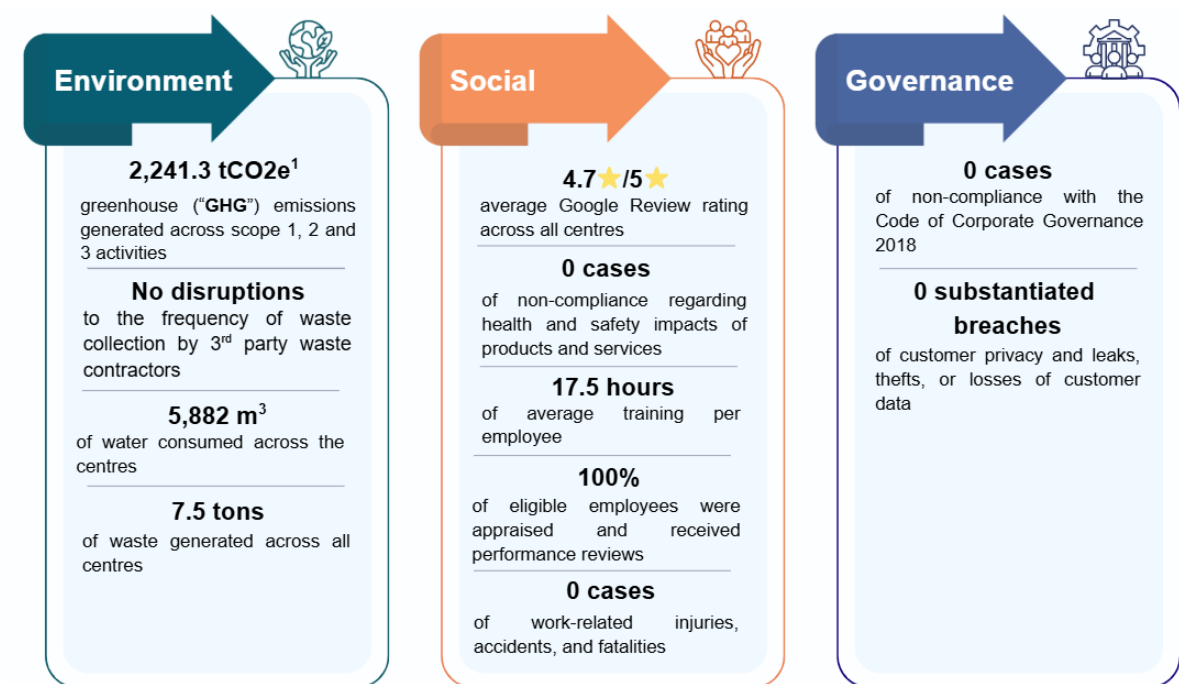 Environment
2,241.3 tCO2e¹
greenhouse (“GHG”) emissions
generated across scope 1, 2 and
3 activities
No disruptions
to the frequency of waste
collection by 3rd party waste
contractors
5,882 m³
of water consumed across the
centres
7.5 tons
of waste generated across all
centres
Social
4.7⭐/5⭐
average Google Review rating
across all centres
0 cases
of non-compliance regarding
health and safety impacts of
products and services
17.5 hours
of average training per
employee
100%
of eligible employees were
appraised and received
performance reviews
0 cases
of work-related injuries,
accidents, and fatalities
Governance
0 cases
of non-compliance with the
Code of Corporate Governance
2018
0 substantiated
breaches
of customer privacy and leaks,
thefts, or losses of customer
data